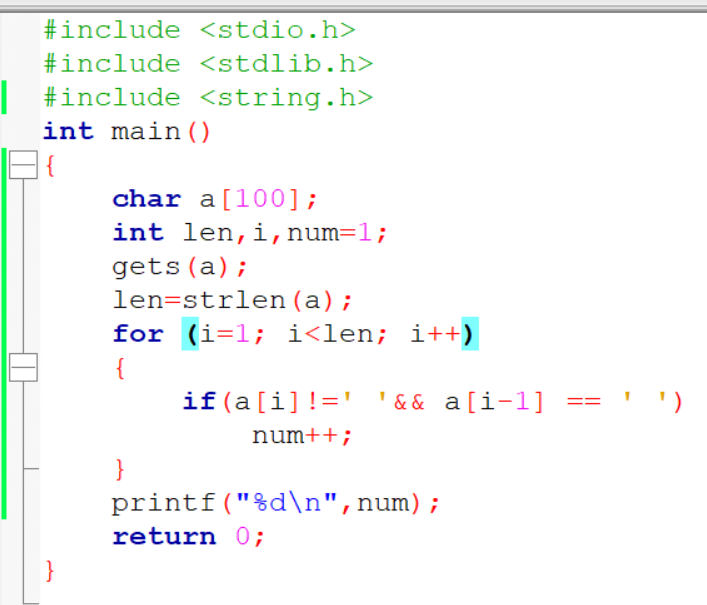 #include <stdio.h>
#include <stdlib.h>
#include <string.h>
int main()
{
    char a[100];
    int len,i,num=1;
    gets(a);
    len=strlen(a);
    for (i=1; i<len; i++)
    {
        if(a[i]!=' '&& a[i-1] == ' ')
            num++;
    }
    printf("%d\n",num);
    return 0;
}